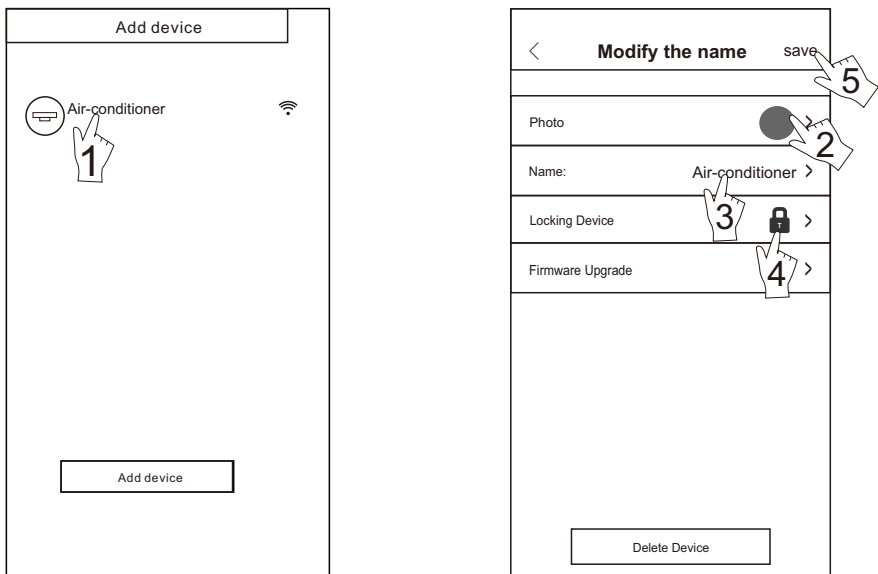 Add device
Air-conditioner
1
Add device
Modify the name save
5
Photo
2
Name: Air-conditioner
3
Locking Device
4
Firmware Upgrade
Delete Device